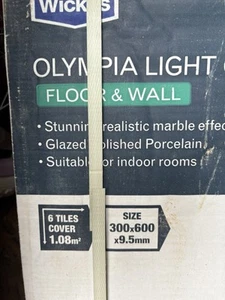 Wickes
OLYMPIA LIGHT
FLOOR & WALL
• Stunning realistic marble effec
• Glazed Polished Porcelain
• Suitable for indoor rooms
6 TILES
COVER
1.08m²
SIZE
300x600
x9.5mm